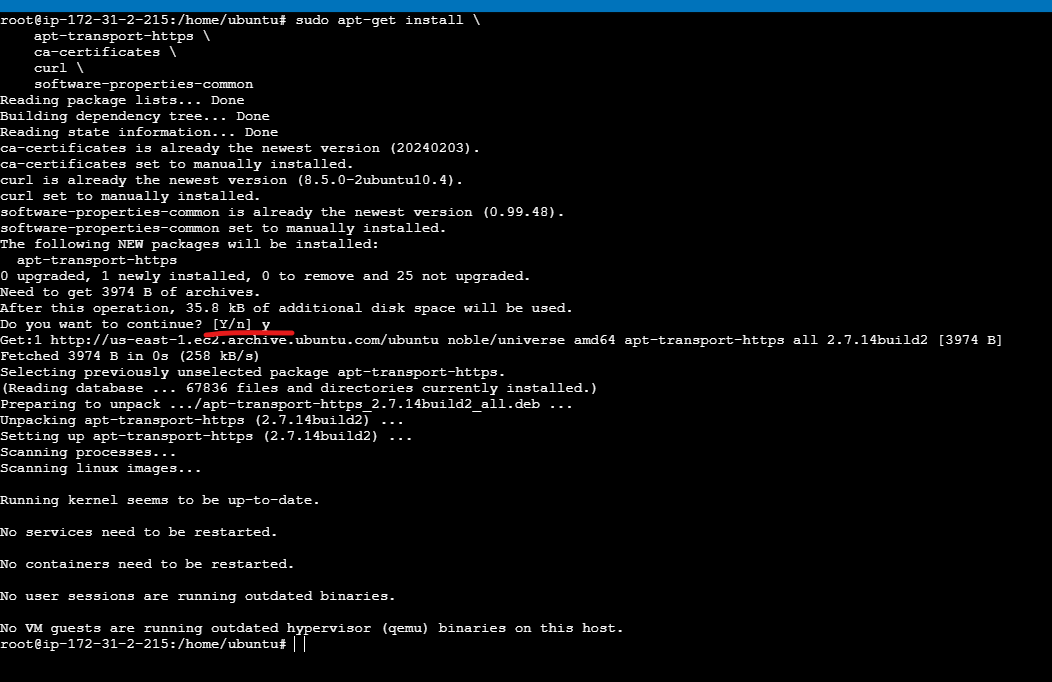 root@ip-172-31-2-215:/home/ubuntu# sudo apt-get install \
    apt-transport-https \
    ca-certificates \
    curl \
    software-properties-common
Reading package lists... Done
Building dependency tree... Done
Reading state information... Done
ca-certificates is already the newest version (20240203).
ca-certificates set to manually installed.
curl is already the newest version (8.5.0-2ubuntu10.4).
curl set to manually installed.
software-properties-common is already the newest version (0.99.48).
software-properties-common set to manually installed.
The following NEW packages will be installed:
  apt-transport-https
0 upgraded, 1 newly installed, 0 to remove and 25 not upgraded.
Need to get 3974 B of archives.
After this operation, 35.8 kB of additional disk space will be used.
Do you want to continue? [Y/n] y
Get:1 http://us-east-1.ec2.archive.ubuntu.com/ubuntu noble/universe amd64 apt-transport-https all 2.7.14build2 [3974 B]
Fetched 3974 B in 0s (258 kB/s)
Selecting previously unselected package apt-transport-https.
(Reading database ... 67836 files and directories currently installed.)
Preparing to unpack .../apt-transport-https_2.7.14build2_all.deb ...
Unpacking apt-transport-https (2.7.14build2) ...
Setting up apt-transport-https (2.7.14build2) ...
Scanning processes...
Scanning linux images...
Running kernel seems to be up-to-date.
No services need to be restarted.
No containers need to be restarted.
No user sessions are running outdated binaries.
No VM guests are running outdated hypervisor (qemu) binaries on this host.
root@ip-172-31-2-215:/home/ubuntu#